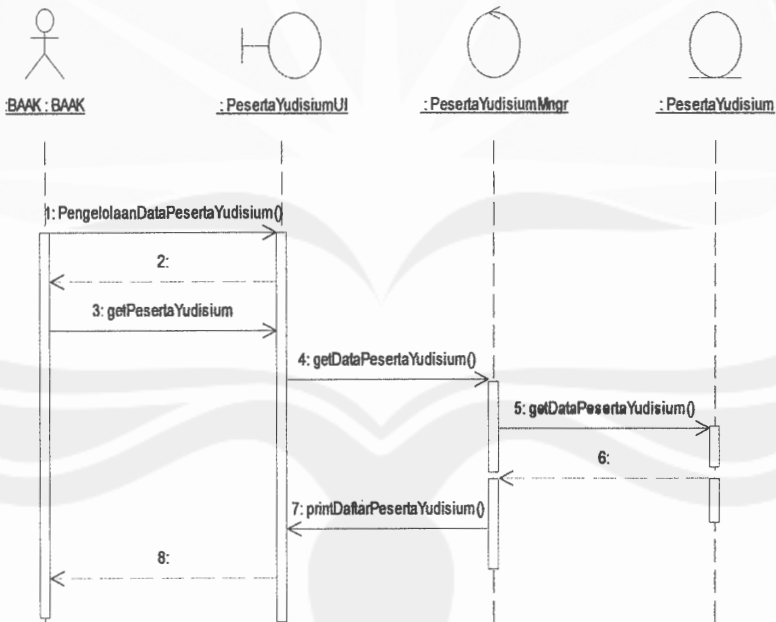 :BAAK : BAAK
: PesertaYudisiumUI
: PesertaYudisiumMngr
: PesertaYudisium
1: PengelolaanDataPesertaYudisium()
2:
3: getPesertaYudisium
4: getDataPesertaYudisium()
5: getDataPesertaYudisium()
6:
7: printDaftarPesertaYudisium()
8: